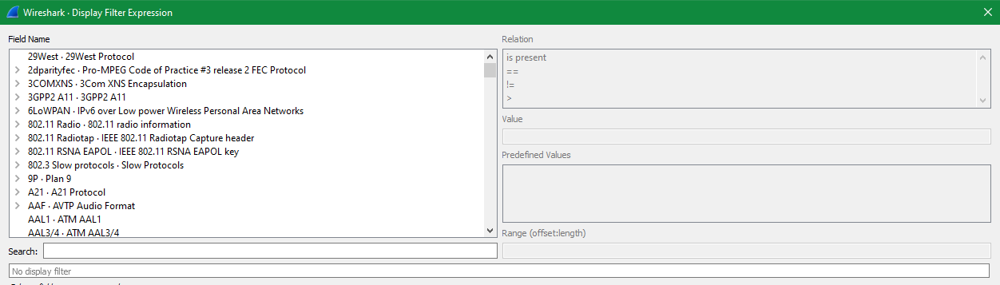 Wireshark · Display Filter Expression
Field Name
29West · 29West Protocol
2dparityfec · Pro-MPEG Code of Practice #3 release 2 FEC Protocol
3COMXNS · 3Com XNS Encapsulation
3GPP2 A11 · 3GPP2 A11
6LoWPAN · IPv6 over Low power Wireless Personal Area Networks
802.11 Radio · 802.11 radio information
802.11 Radiotap · IEEE 802.11 Radiotap Capture header
802.11 RSNA EAPOL · IEEE 802.11 RSNA EAPOL key
802.3 Slow protocols · Slow Protocols
9P · Plan 9
A21 · A21 Protocol
AAF · AVTP Audio Format
AAL1 · ATM AAL1
AAL3/4 · ATM AAL3/4
Search:
No display filter
Relation
is present
==
!=
>
Value
Predefined Values
Range (offset:length)